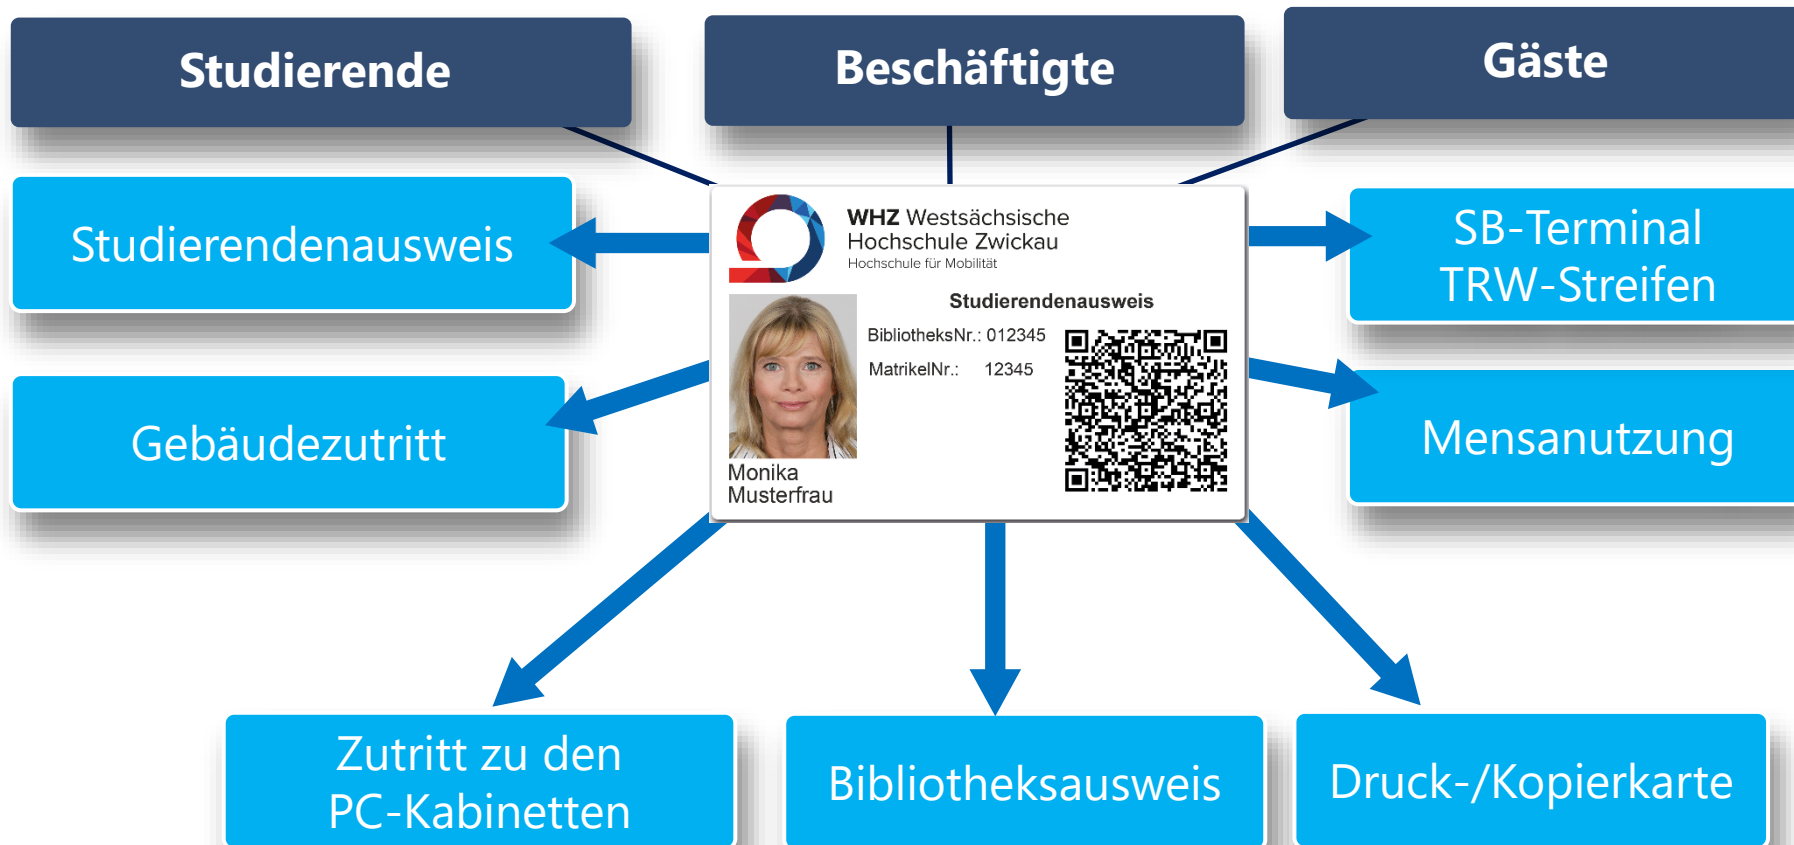 Studierende
Beschäftigte
Gäste
Studierendenausweis
WHZ Westsächsische
Hochschule Zwickau
Hochschule für Mobilität
Studierendenausweis
BibliotheksNr.: 012345
MatrikelNr.: 12345
Monika
Musterfrau
SB-Terminal
TRW-Streifen
Gebäudezutritt
Mensanutzung
Zutritt zu den
PC-Kabinetten
Bibliotheksausweis
Druck-/Kopierkarte